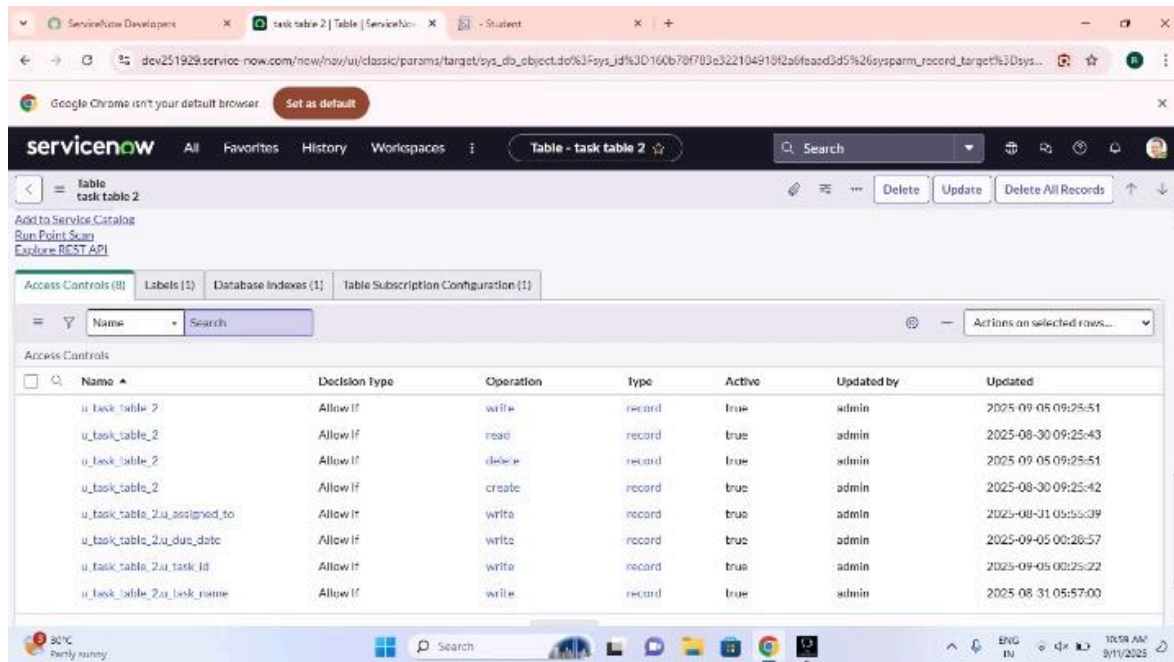 ServiceNow Developers
task table 2 | Table | ServiceNow
- Student
dev251929.service-now.com/now/nav/ui/classic/params/target/sys_db_object.do%3Fsys_id%3D160b78f783e322104918f2a6feaad3d5%26sysparm_record_target%3Dsys...
Google Chrome isn't your default browser
Set as default
servicenow
All
Favorites
History
Workspaces
Table - task table 2
Search
Table
task table 2
Delete
Update
Delete All Records
Add to Service Catalog
Run Point Scan
Explore REST API
Access Controls (8)
Labels (1)
Database Indexes (1)
Table Subscription Configuration (1)
Name
Search
Actions on selected rows...
Access Controls
Name Decision Type Operation Type Active Updated by Updated
u_task_table_2 Allow If write record true admin 2025-09-05 09:25:51
u_task_table_2 Allow If read record true admin 2025-08-30 09:25:43
u_task_table_2 Allow If delete record true admin 2025-09-05 09:25:51
u_task_table_2 Allow If create record true admin 2025-08-30 09:25:42
u_task_table_2.u_assigned_to Allow If write record true admin 2025-08-31 05:55:39
u_task_table_2.u_due_date Allow If write record true admin 2025-09-05 00:28:57
u_task_table_2.u_task_id Allow If write record true admin 2025-09-05 00:25:22
u_task_table_2.u_task_name Allow If write record true admin 2025-08-31 05:57:00
30°C
Partly sunny
Search
ENG
IN
10:59 AM
9/11/2025